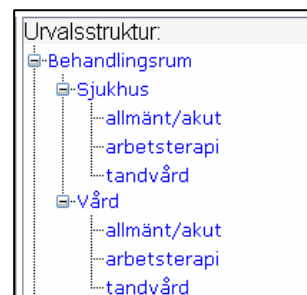 Urvalsstruktur:
Behandlingsrum
Sjukhus
allmänt/akut
arbetsterapi
tandvård
Vård
allmänt/akut
arbetsterapi
tandvård